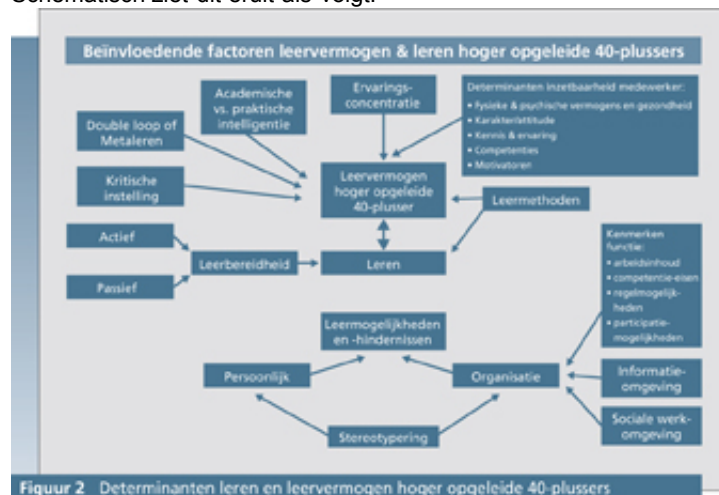 Schematisch ziet dit eruit als volgt:
Beïnvloedende factoren leervermogen & leren hoger opgeleide 40-plussers
Academische
vs. praktische
intelligentie
Ervarings-
concentratie
Determinanten inzetbaarheid medewerker:
• fysieke & psychische vermogens en gezondheid
• Karakter/attitude
• Kennis & ervaring
• Competenties
• Motivatoren
Double loop of
Metaleren
Kritische
instelling
Leervermogen
hoger opgeleide
40-plusser
Leermethoden
Actief
Passief
Leerbereidheid
Leren
Kenmerken
functie:
• arbeidsinhoud
• competentie-eisen
• regelmogelijk-
heden
• participatie-
mogelijkheden
Leermogelijkheden
en -hindernissen
Persoonlijk
Organisatie
Informatie-
omgeving
Sociale werk-
omgeving
Stereotypering
Figuur 2 Determinanten leren en leervermogen hoger opgeleide 40-plussers